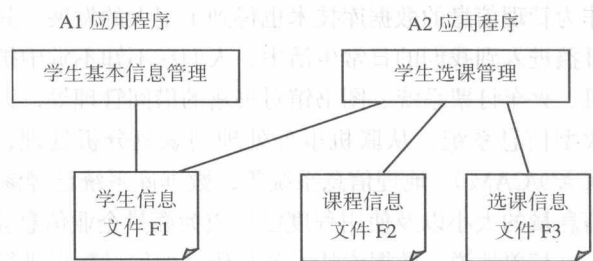 A1 应用程序
A2 应用程序
学生基本信息管理
学生选课管理
学生信息
文件 F1
课程信息
文件 F2
选课信息
文件 F3